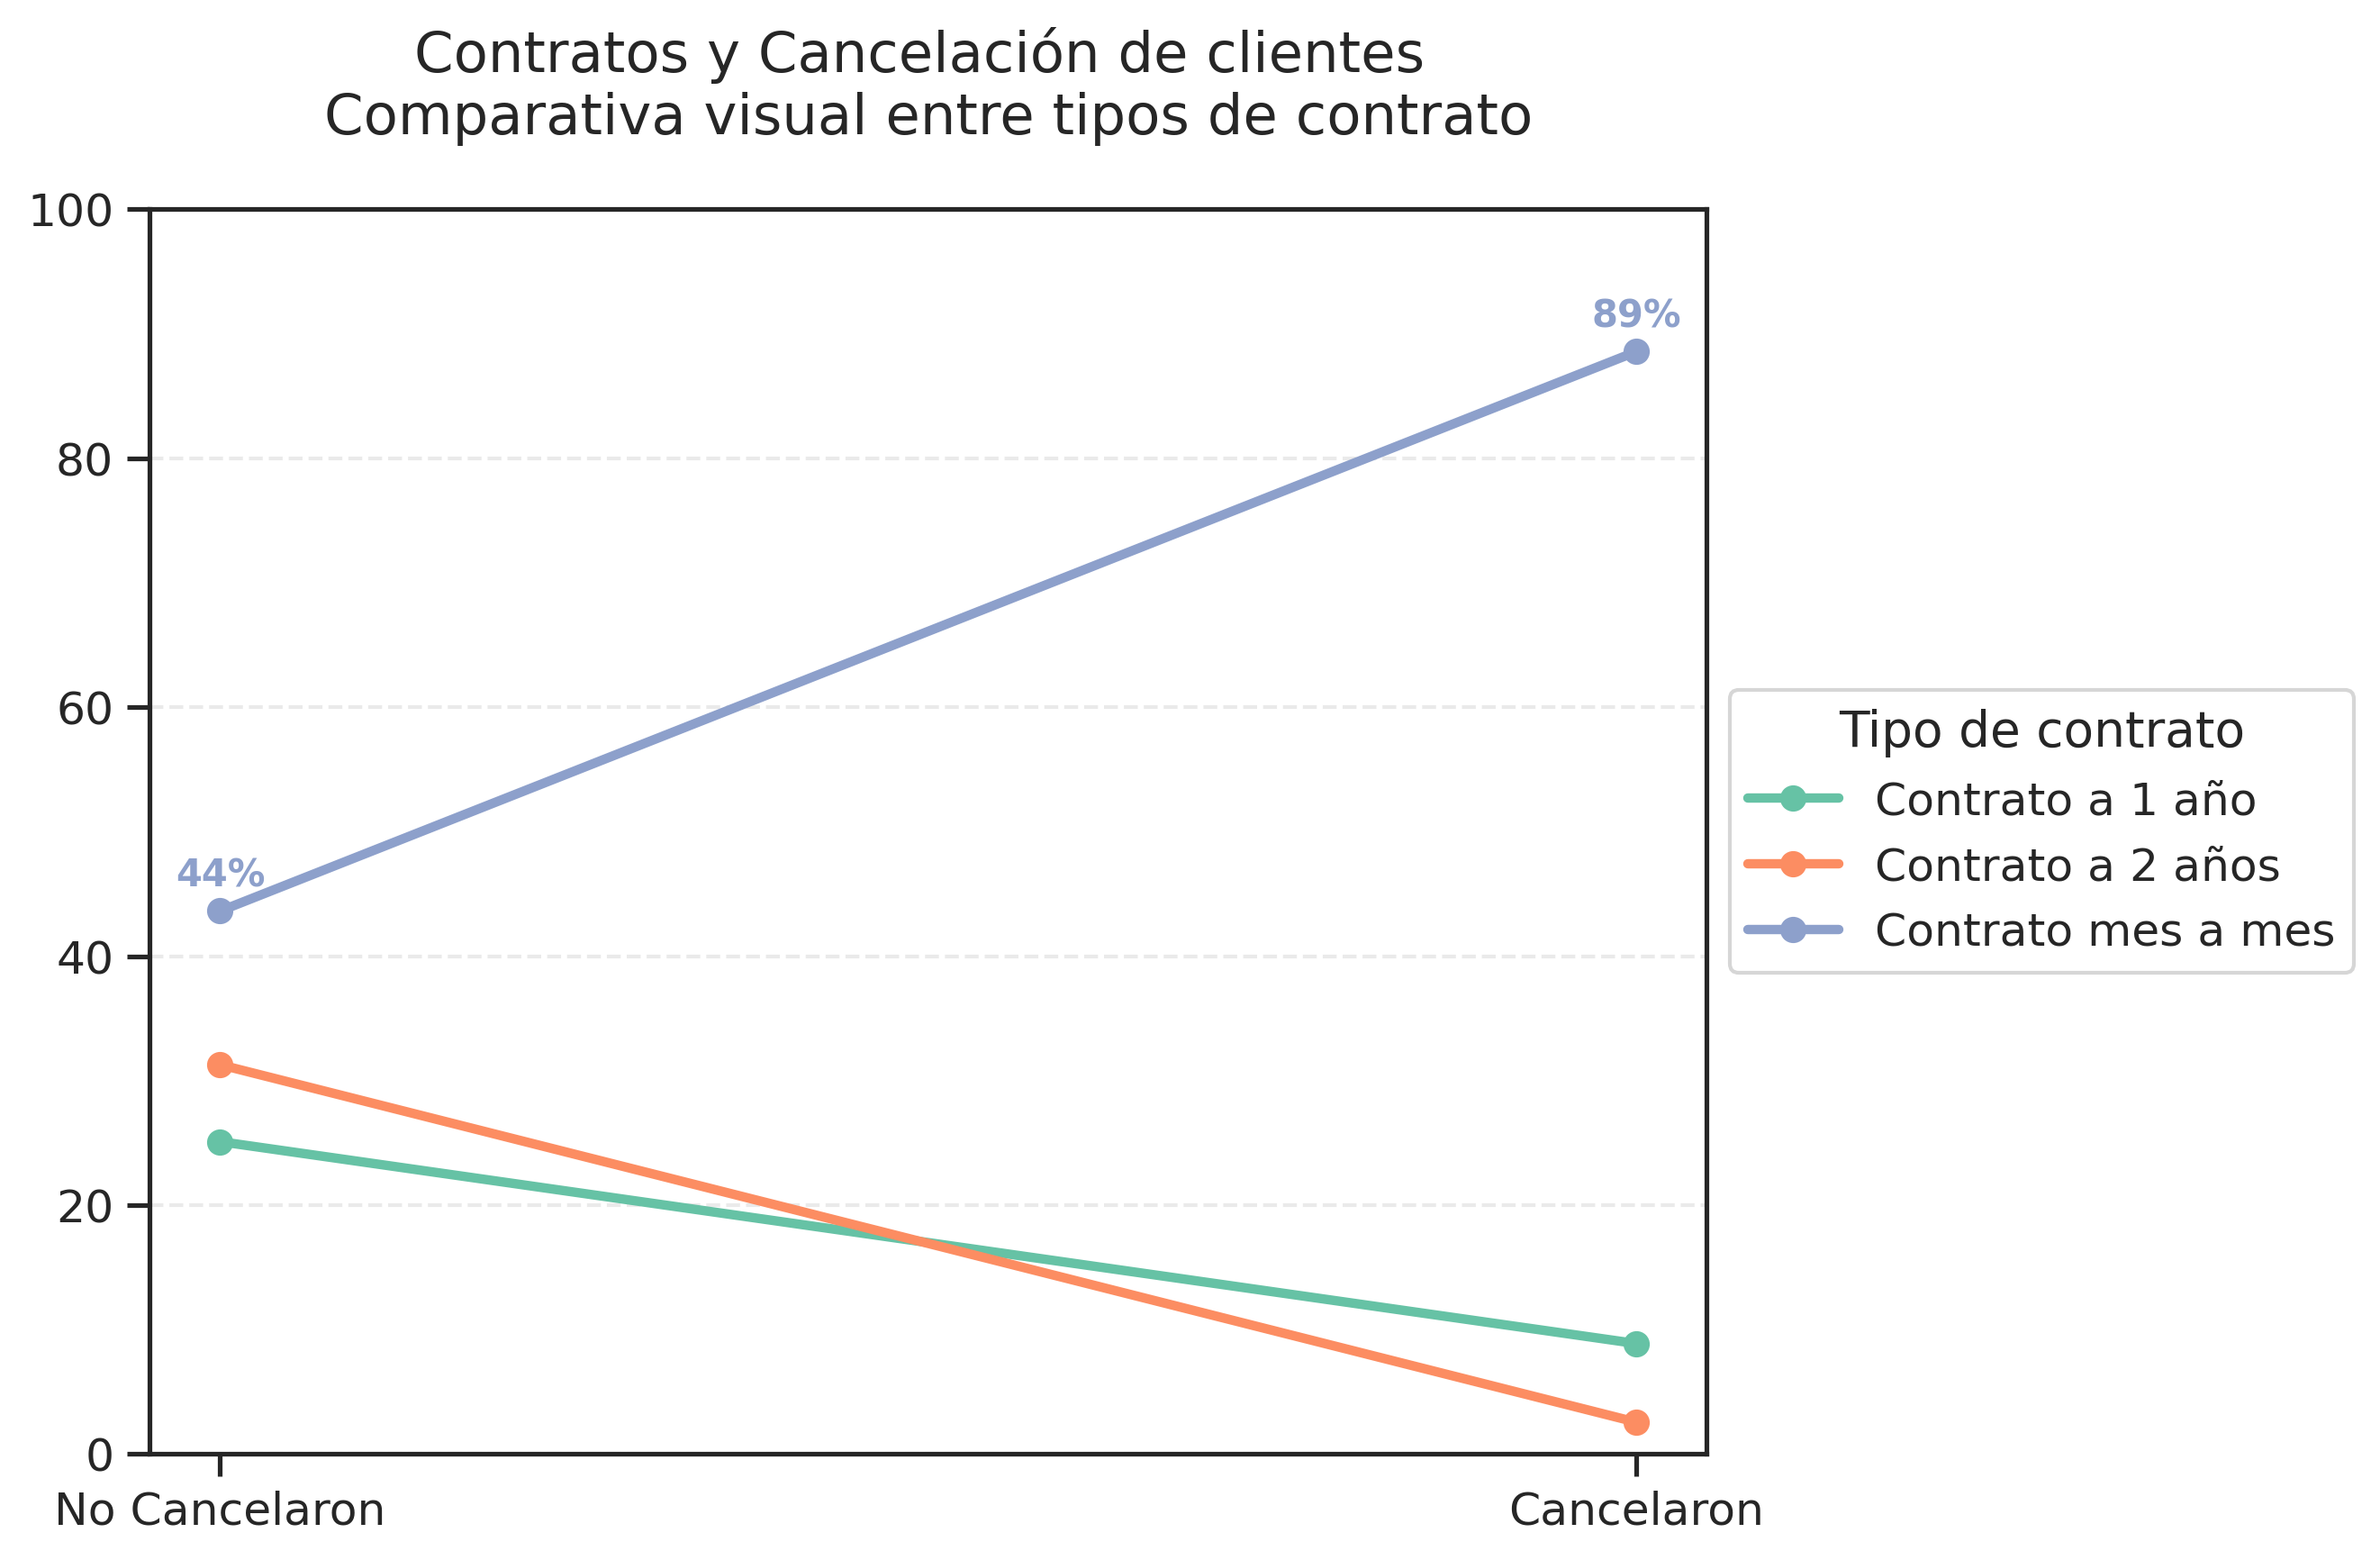 Contratos y Cancelación de clientes
Comparativa visual entre tipos de contrato
100
80
60
40
20
0
89%
44%
No Cancelaron
Cancelaron
Tipo de contrato
Contrato a 1 año
Contrato a 2 años
Contrato mes a mes